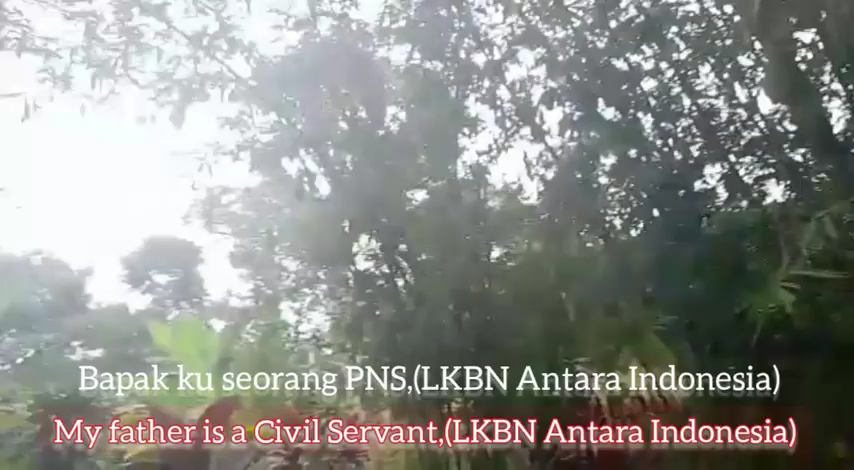 Bapak ku seorang PNS,(LKBN Antara Indonesia)
My father is a Civil Servant,(LKBN Antara Indonesia)